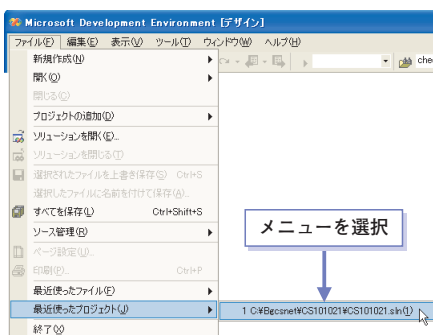 Microsoft Development Environment [デザイン]
ファイル(F) 編集(E) 表示(V) ツール(T) ウィンドウ(W) ヘルプ(H)
新規作成(N)
開く(O)
閉じる(C)
プロジェクトの追加(D)
ソリューションを開く(E)...
ソリューションを閉じる(T)
選択されたファイルを上書き保存(S) Ctrl+S
選択したファイルに名前を付けて保存(A)...
すべてを保存(L) Ctrl+Shift+S
ソース管理(R)
メニューを選択
ページ設定(U)...
印刷(P)... Ctrl+P
最近使ったファイル(F)
最近使ったプロジェクト(J) 1 C:¥Begcsnet¥CS101021¥CS101021.sln(1)
終了(X)